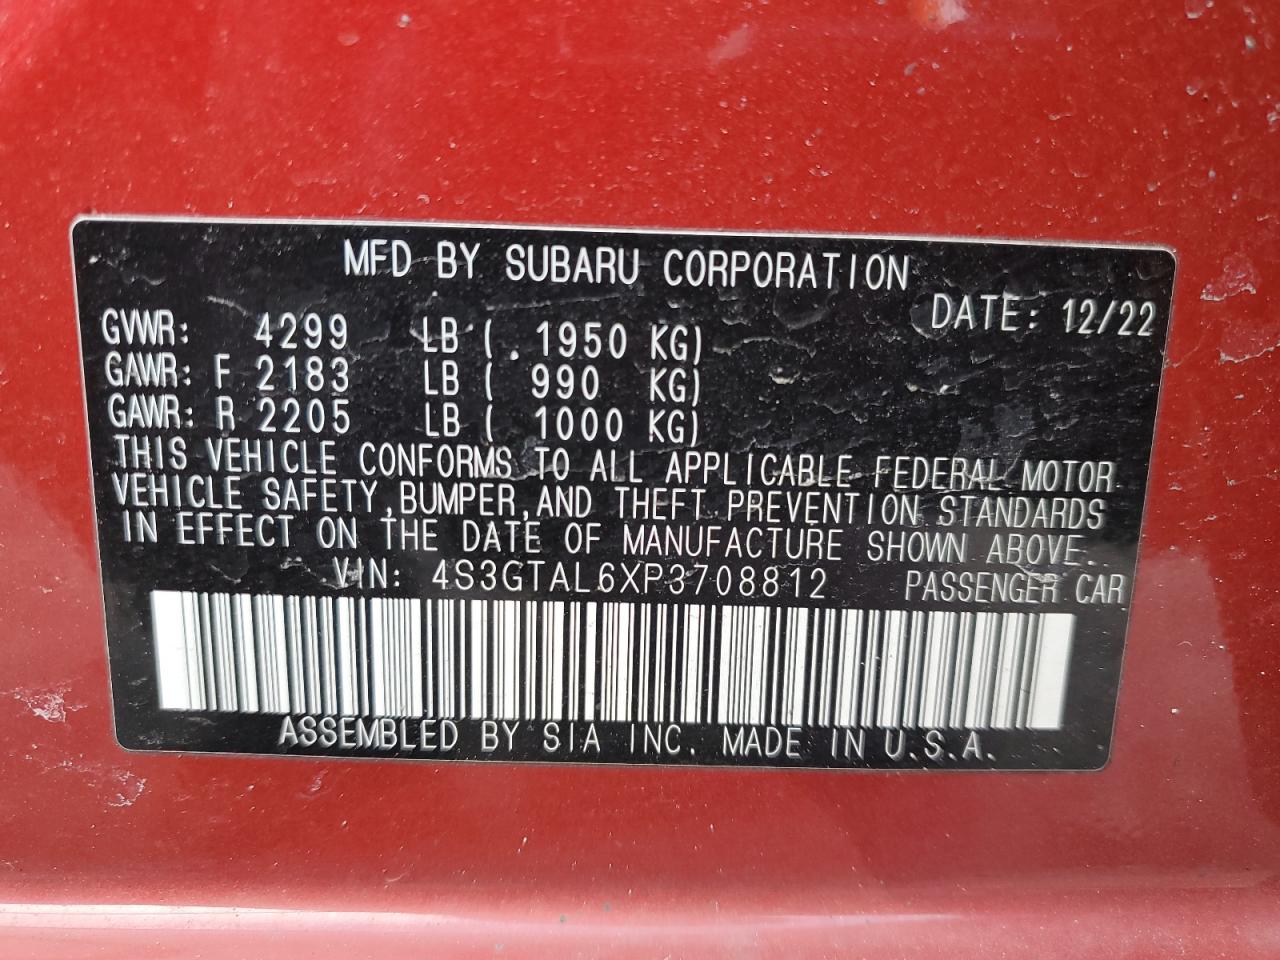 MFD BY SUBARU CORPORATION
DATE: 12/22
GVWR: 4299 LB ( 1950 KG)
GAWR: F 2183 LB ( 990 KG)
GAWR: R 2205 LB ( 1000 KG)
THIS VEHICLE CONFORMS TO ALL APPLICABLE FEDERAL MOTOR
VEHICLE SAFETY, BUMPER, AND THEFT PREVENTION STANDARDS
IN EFFECT ON THE DATE OF MANUFACTURE SHOWN ABOVE.
VIN: 4S3GTAL6XP3708812 PASSENGER CAR
ASSEMBLED BY SIA INC. MADE IN U.S.A.